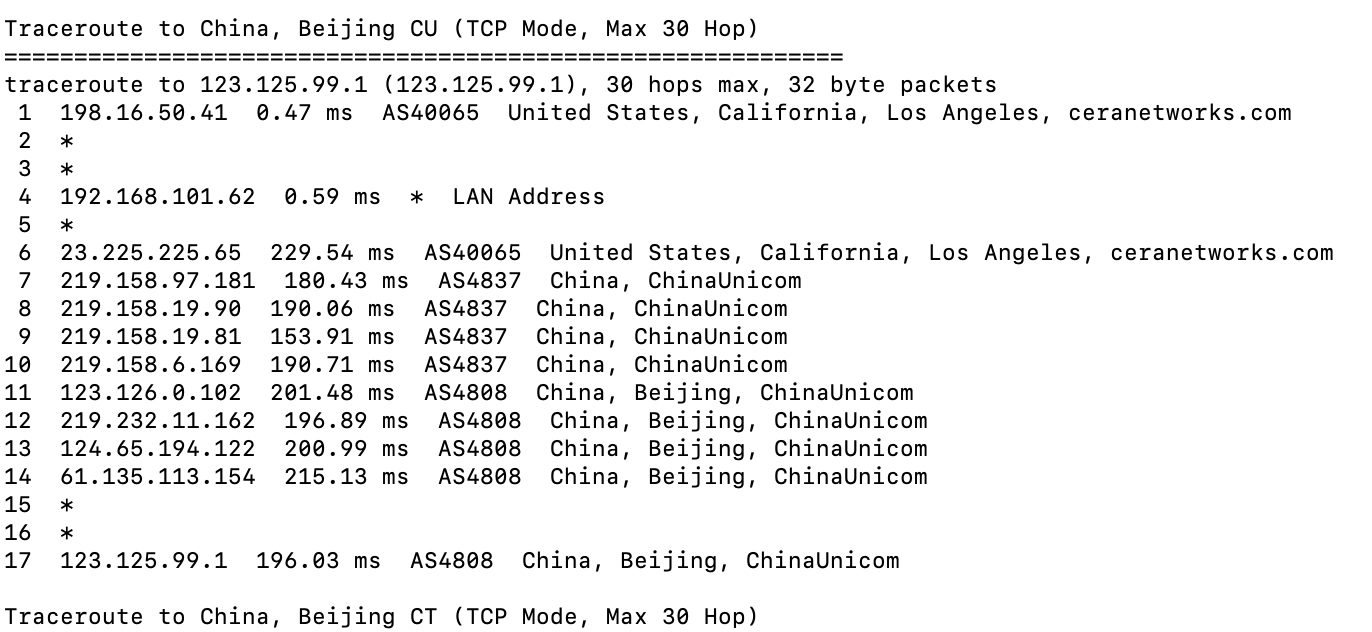 Traceroute to China, Beijing CU (TCP Mode, Max 30 Hop)
============================================================
traceroute to 123.125.99.1 (123.125.99.1), 30 hops max, 32 byte packets
 1  198.16.50.41  0.47 ms  AS40065  United States, California, Los Angeles, ceranetworks.com
 2  *
 3  *
 4  192.168.101.62  0.59 ms  *  LAN Address
 5  *
 6  23.225.225.65  229.54 ms  AS40065  United States, California, Los Angeles, ceranetworks.com
 7  219.158.97.181  180.43 ms  AS4837  China, ChinaUnicom
 8  219.158.19.90  190.06 ms  AS4837  China, ChinaUnicom
 9  219.158.19.81  153.91 ms  AS4837  China, ChinaUnicom
10  219.158.6.169  190.71 ms  AS4837  China, ChinaUnicom
11  123.126.0.102  201.48 ms  AS4808  China, Beijing, ChinaUnicom
12  219.232.11.162  196.89 ms  AS4808  China, Beijing, ChinaUnicom
13  124.65.194.122  200.99 ms  AS4808  China, Beijing, ChinaUnicom
14  61.135.113.154  215.13 ms  AS4808  China, Beijing, ChinaUnicom
15  *
16  *
17  123.125.99.1  196.03 ms  AS4808  China, Beijing, ChinaUnicom
Traceroute to China, Beijing CT (TCP Mode, Max 30 Hop)